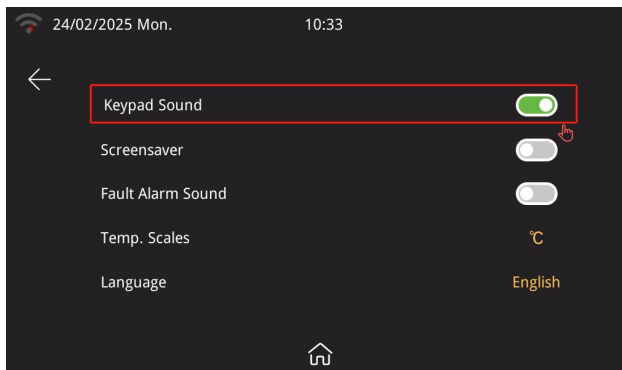 24/02/2025 Mon. 10:33
Keypad Sound
Screensaver
Fault Alarm Sound
Temp. Scales ℃
Language English